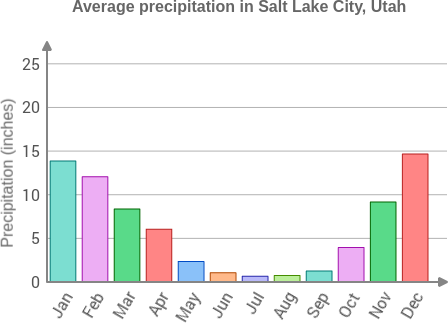 Average precipitation in Salt Lake City, Utah
Precipitation (inches)
25
20
15
10
5
0
Jan Feb Mar Apr May Jun Jul Aug Sep Oct Nov Dec